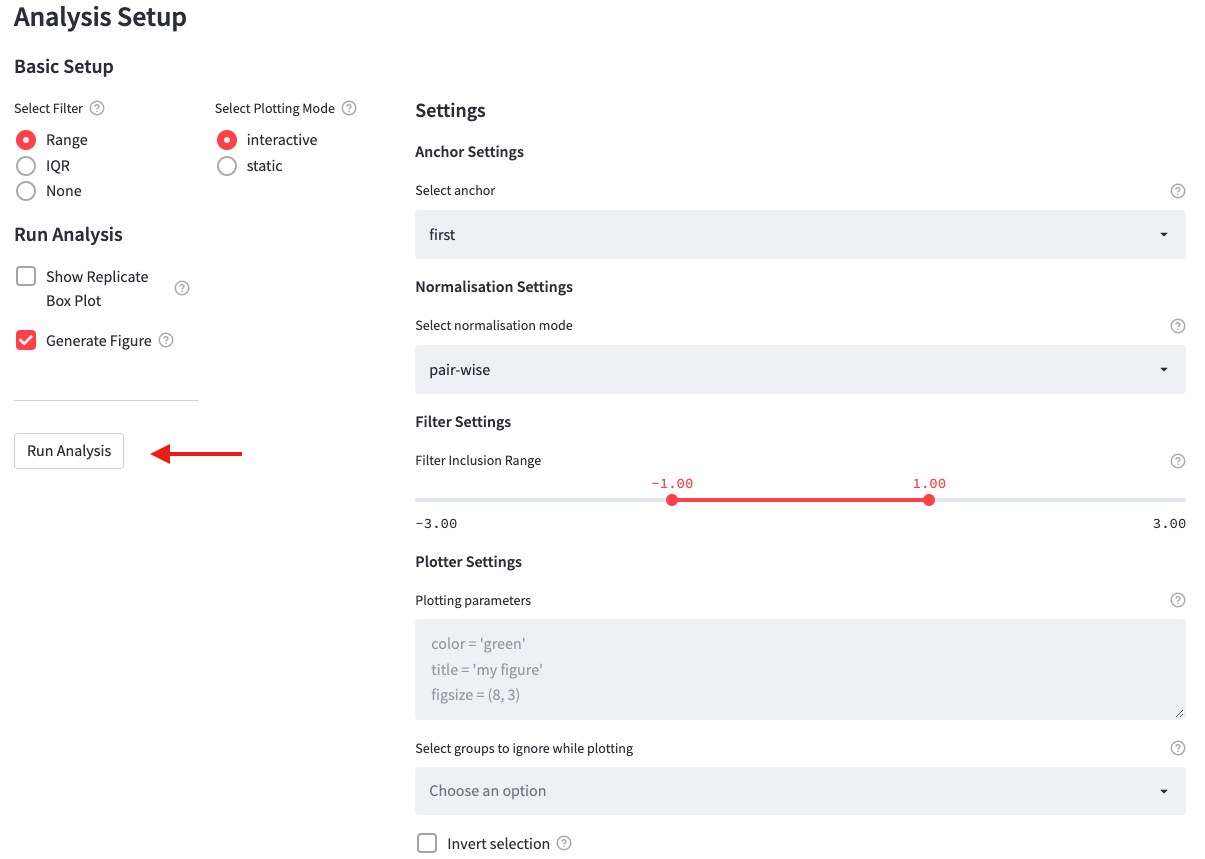 Analysis Setup
Basic Setup
Select Filter
Range
IQR
None
Select Plotting Mode
interactive
static
Run Analysis
Show Replicate
Box Plot
Generate Figure
Run Analysis
Settings
Anchor Settings
Select anchor
first
Normalisation Settings
Select normalisation mode
pair-wise
Filter Settings
Filter Inclusion Range
-1.00 1.00
-3.00 3.00
Plotter Settings
Plotting parameters
color = 'green'
title = 'my figure'
figsize = (8, 3)
Select groups to ignore while plotting
Choose an option
Invert selection